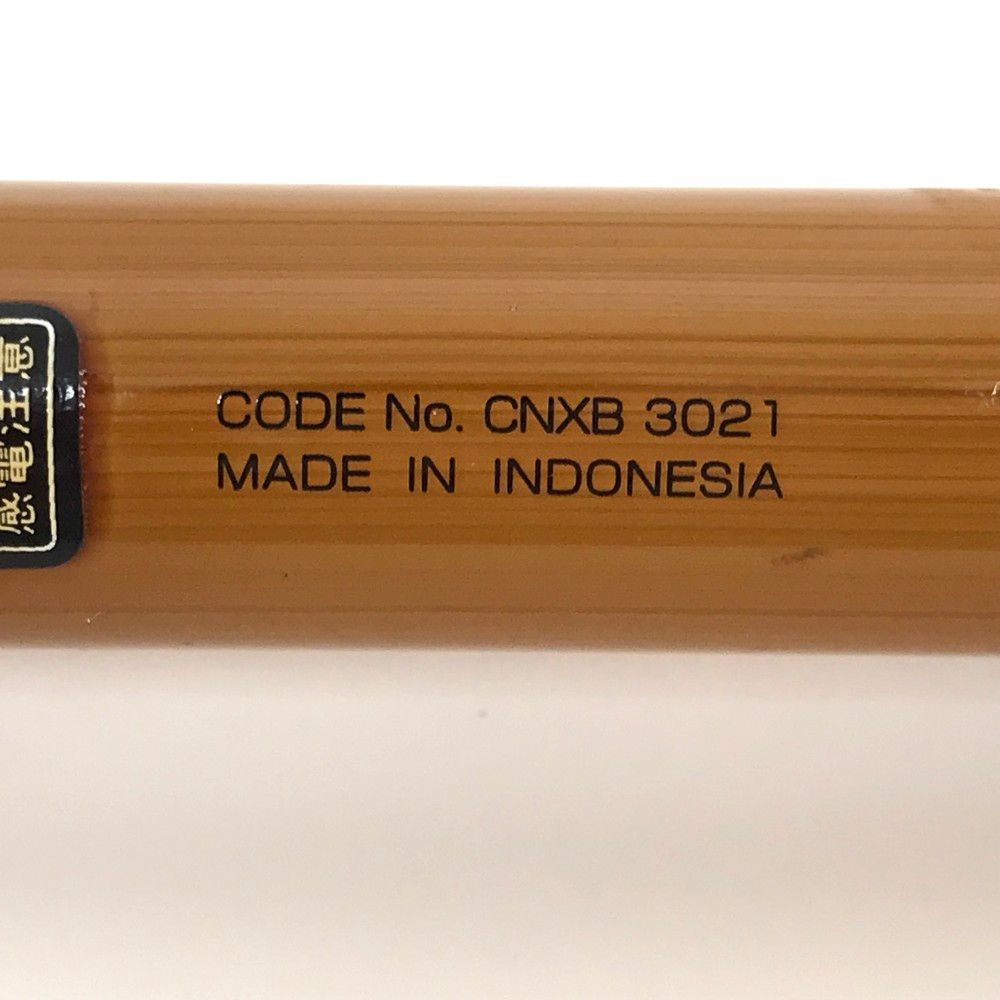 感電注意
CODE No. CNXB 3021
MADE IN INDONESIA